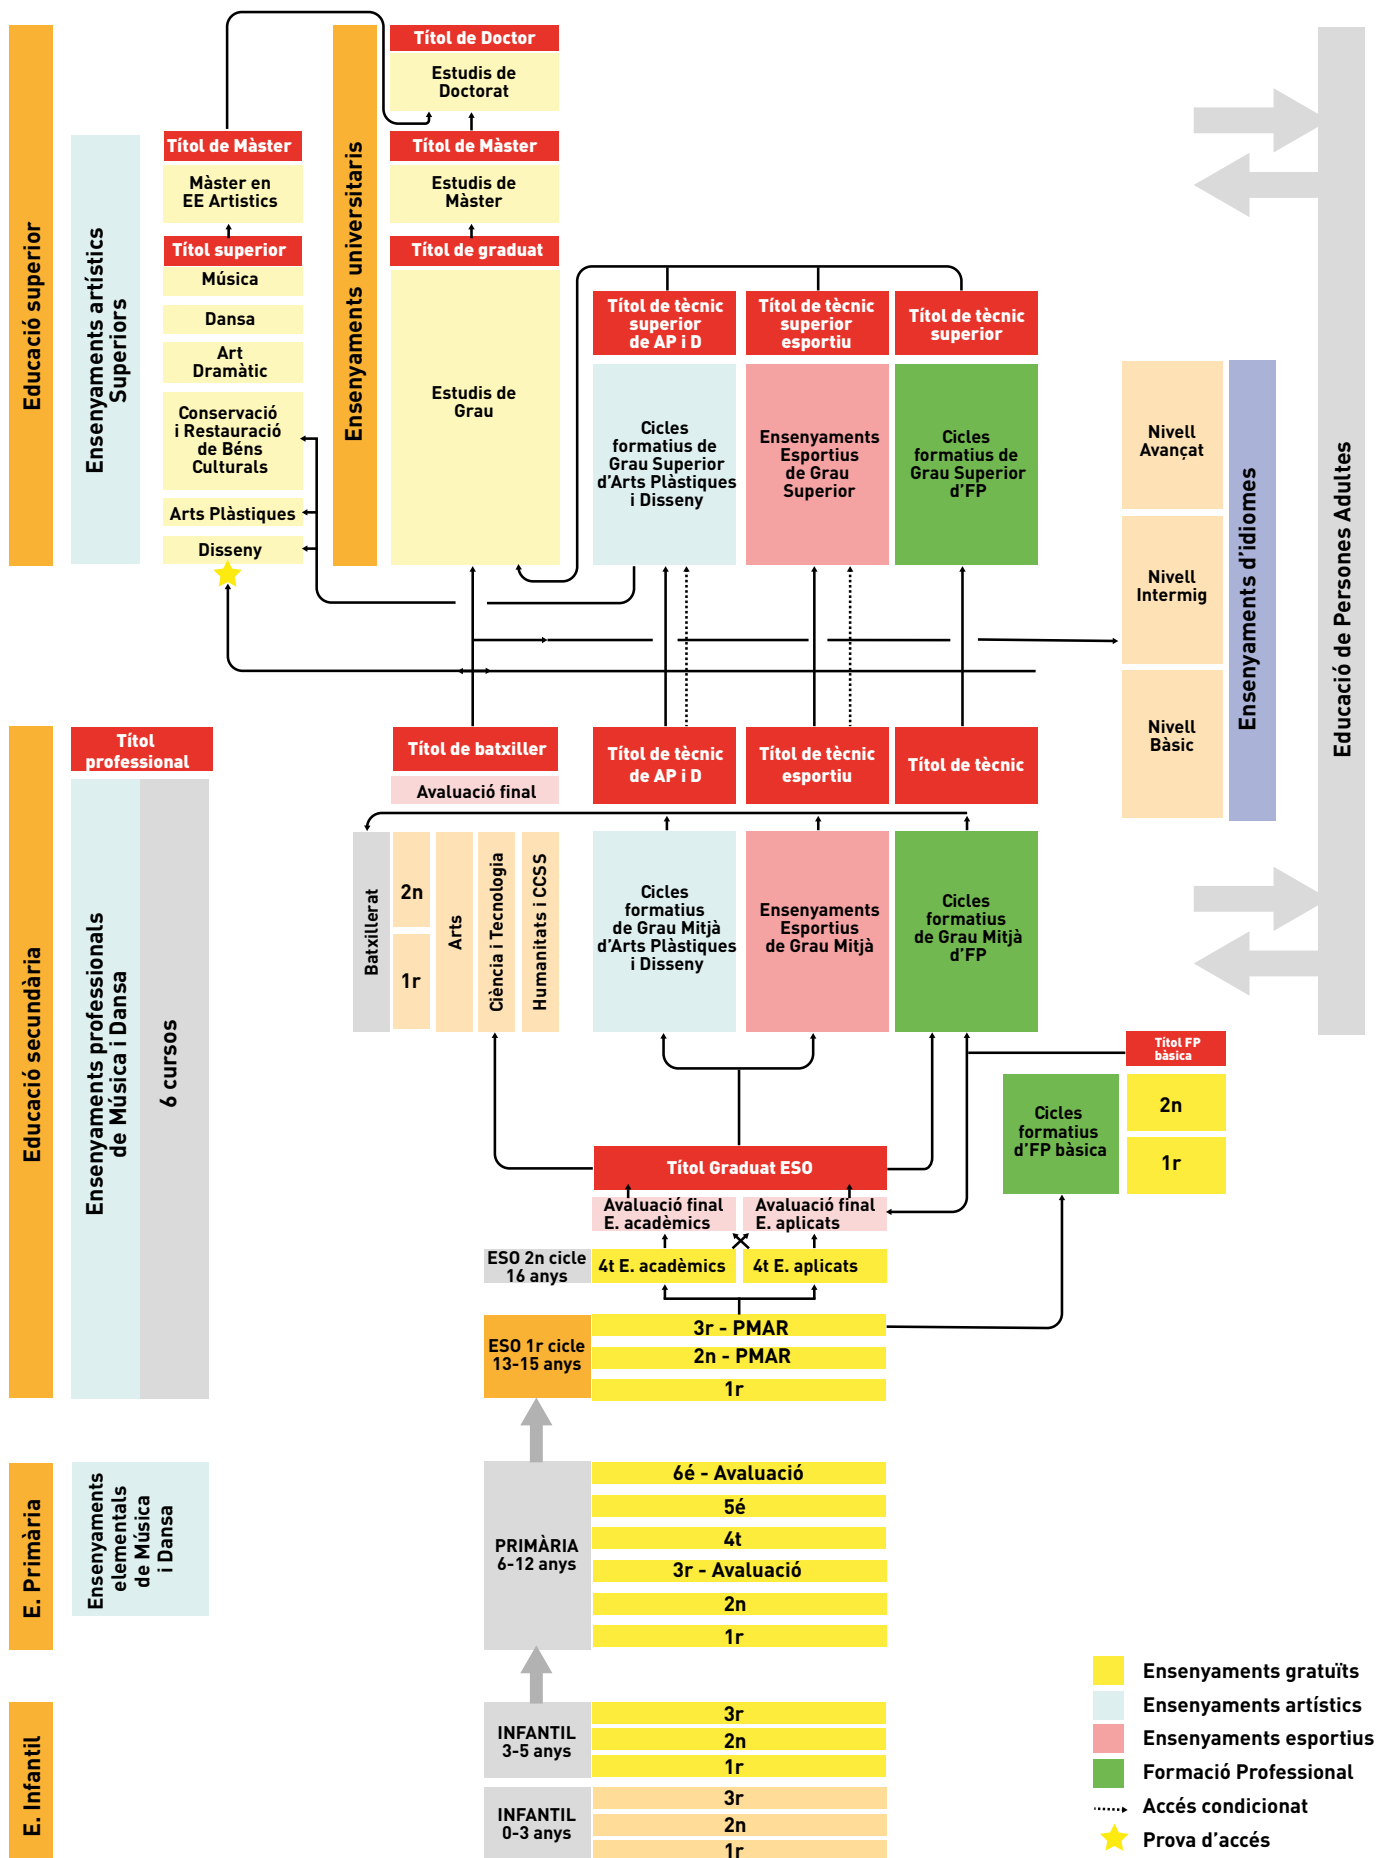 Educació superior
Ensenyaments artístics
Superiors
Títol de Màster
Màster en
EE Artistics
Títol superior
Música
Dansa
Art
Dramàtic
Conservació
i Restauració
de Béns
Culturals
Arts Plàstiques
Disseny
Ensenyaments universitaris
Títol de Doctor
Estudis de
Doctorat
Títol de Màster
Estudis de
Màster
Títol de graduat
Estudis de
Grau
Títol de tècnic
superior
de AP i D
Títol de tècnic
superior
esportiu
Títol de tècnic
superior
Cicles
formatius de
Grau Superior
d'Arts Plàstiques
i Disseny
Ensenyaments
Esportius
de Grau
Superior
Cicles
formatius de
Grau Superior
d'FP
Nivell
Avançat
Nivell
Intermig
Nivell
Bàsic
Ensenyaments d'idiomes
Educació de Persones Adultes
Educació secundària
Títol
professional
Ensenyaments professionals
de Música i Dansa
6 cursos
Títol de batxiller
Avaluació final
Títol de tècnic
de AP i D
Títol de tècnic
esportiu
Títol de tècnic
Batxillerat
2n
1r
Arts
Ciència i Tecnologia
Humanitats i CCSS
Cicles
formatius
de Grau Mitjà
d'Arts Plàstiques
i Disseny
Ensenyaments
Esportius
de Grau Mitjà
Cicles
formatius
de Grau Mitjà
d'FP
Títol FP
bàsica
Cicles
formatius
d'FP bàsica
2n
1r
Títol Graduat ESO
Avaluació final
E. acadèmics
Avaluació final
E. aplicats
ESO 2n cicle
16 anys
4t E. acadèmics
4t E. aplicats
ESO 1r cicle
13-15 anys
3r - PMAR
2n - PMAR
1r
E. Primària
Ensenyaments
elementals
de Música
i Dansa
PRIMÀRIA
6-12 anys
6é - Avaluació
5é
4t
3r - Avaluació
2n
1r
E. Infantil
INFANTIL
3-5 anys
3r
2n
1r
INFANTIL
0-3 anys
3r
2n
1r
Ensenyaments gratuïts
Ensenyaments artístics
Ensenyaments esportius
Formació Professional
Accés condicionat
Prova d'accés